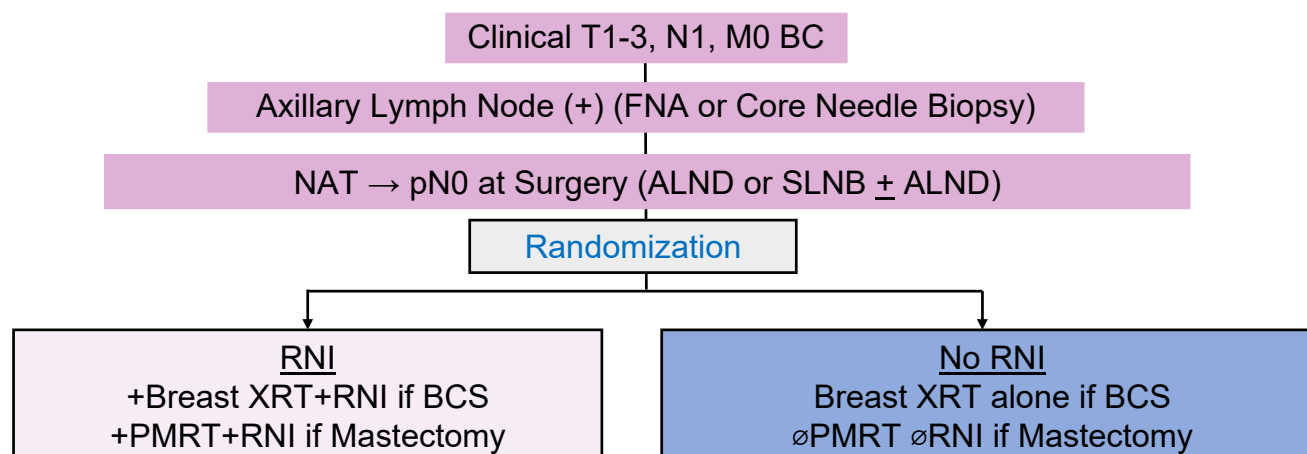 Clinical T1-3, N1, M0 BC
Axillary Lymph Node (+) (FNA or Core Needle Biopsy)
NAT → pN0 at Surgery (ALND or SLNB ± ALND)
Randomization
RNI
+Breast XRT+RNI if BCS
+PMRT+RNI if Mastectomy
No RNI
Breast XRT alone if BCS
⌀PMRT ⌀RNI if Mastectomy